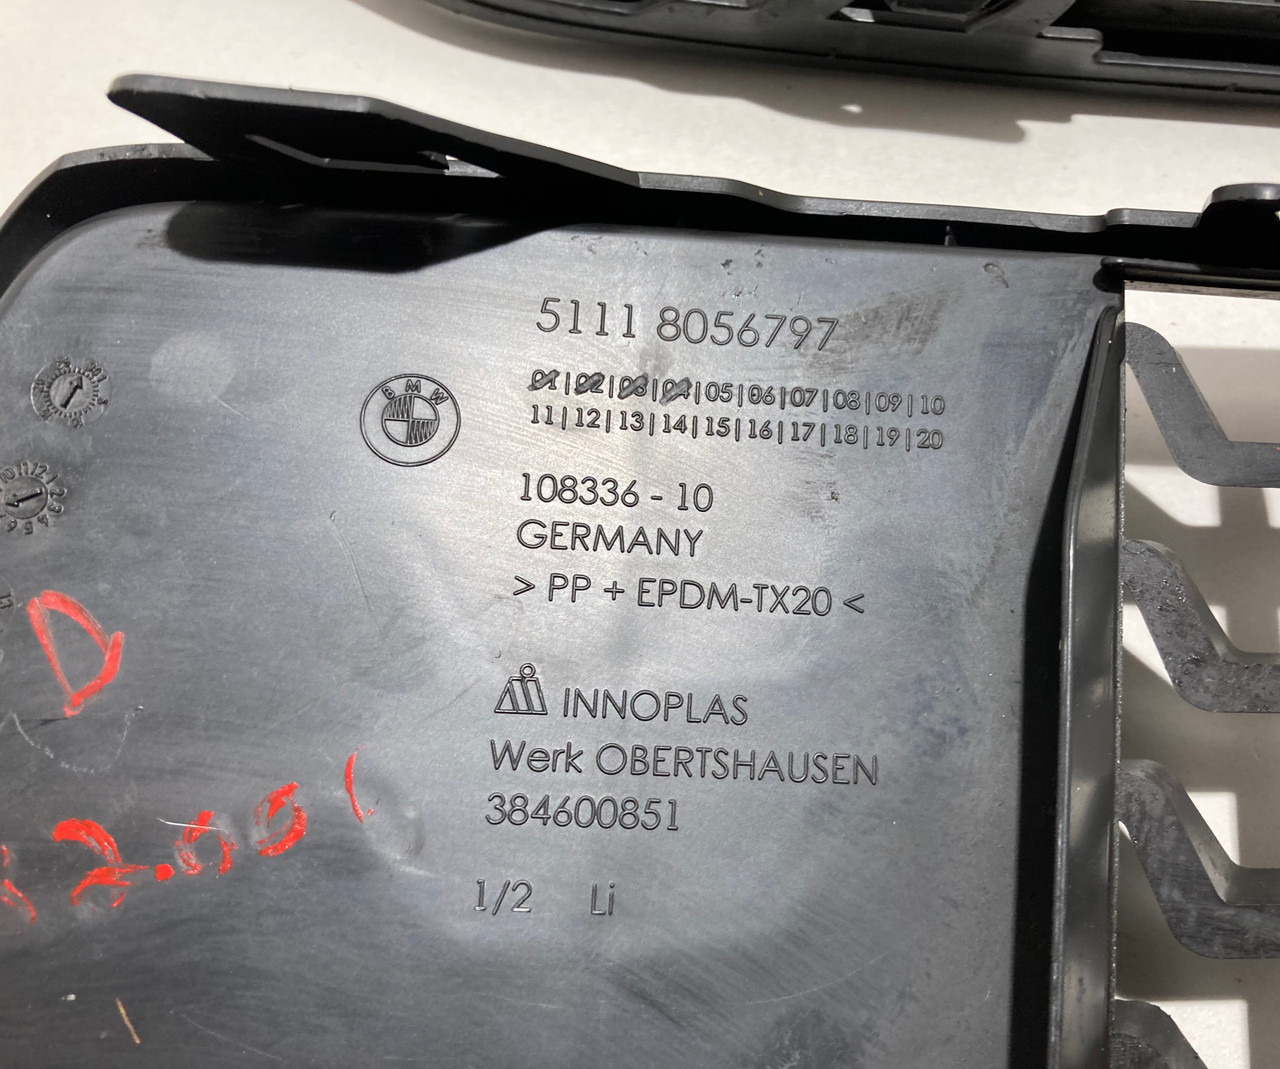 5111 8056797
01|02|03|04|05|06|07|08|09|10
11|12|13|14|15|16|17|18|19|20
BMW
108336 - 10
GERMANY
> PP + EPDM-TX20 <
INNOPLAS
Werk OBERTSHAUSEN
384600851
1/2 Li
D